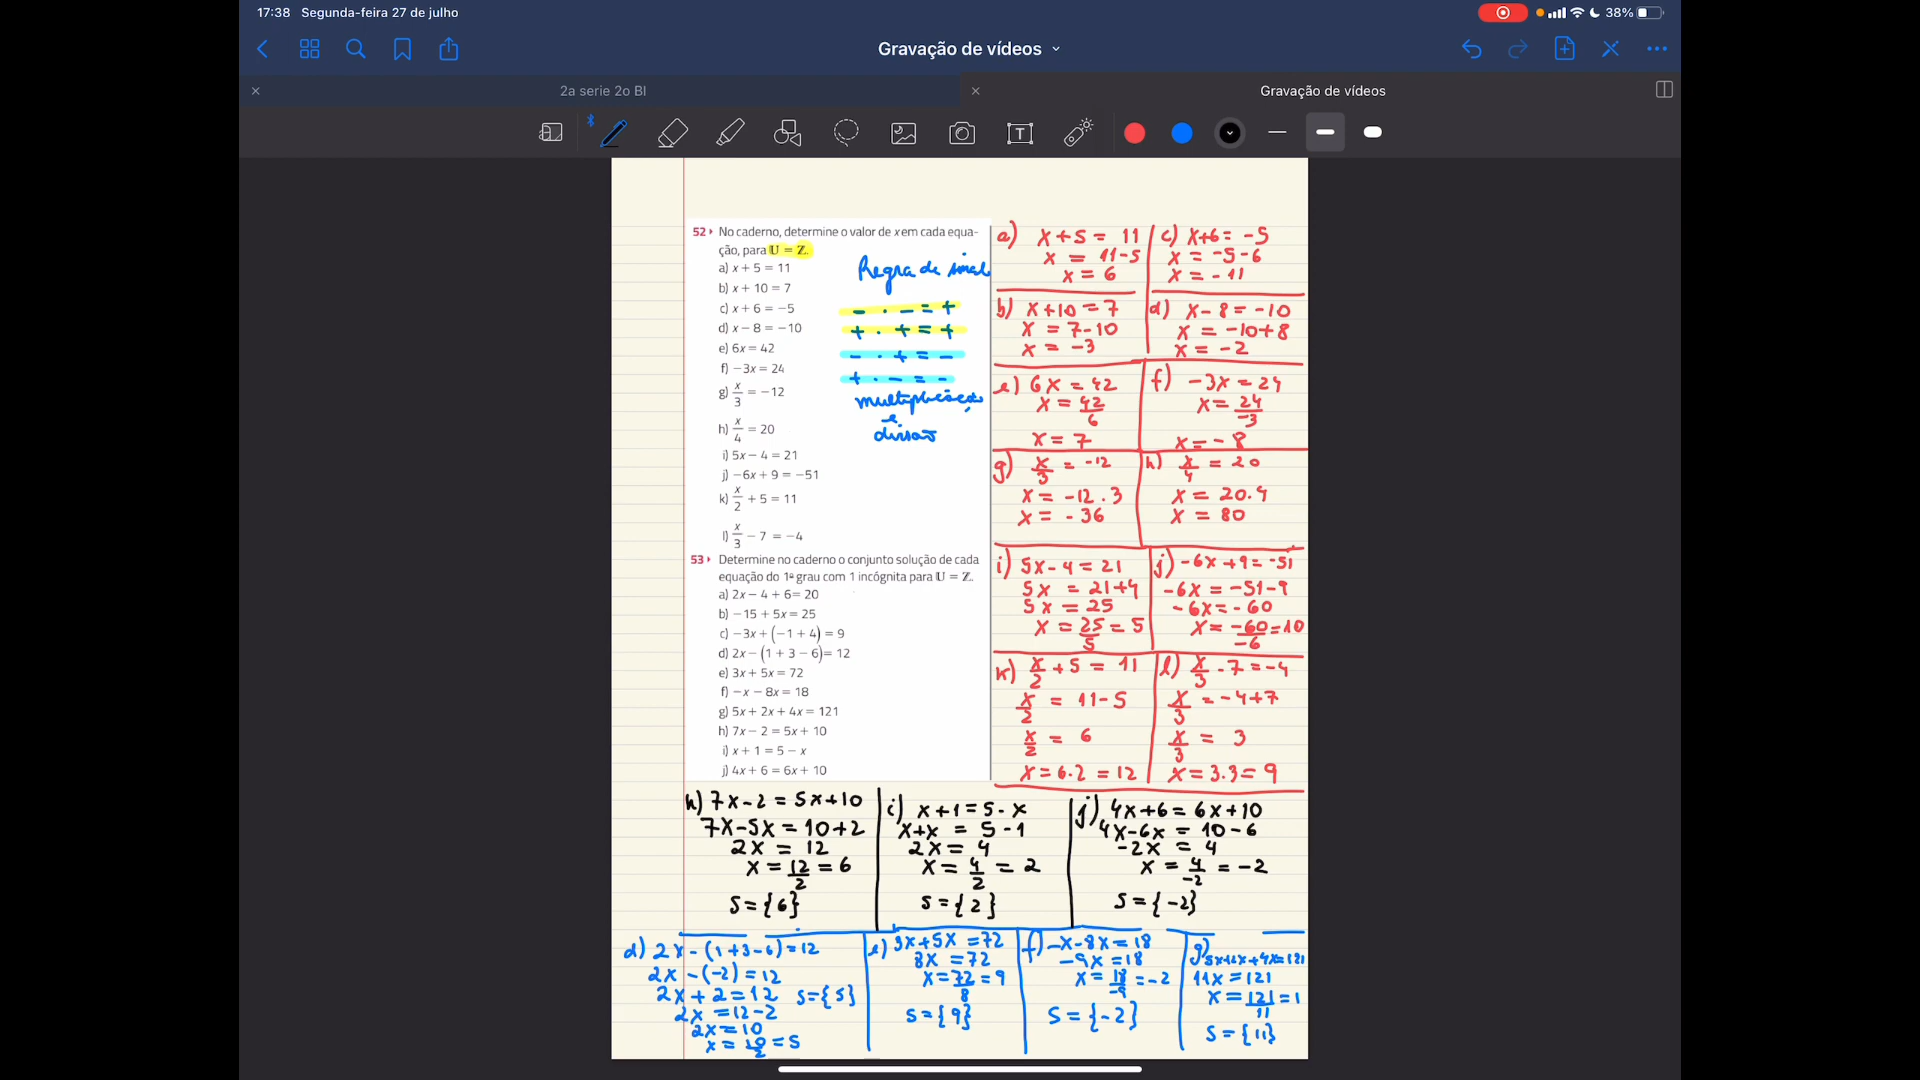 17:38 Segunda-feira 27 de julho
38%
Gravação de vídeos
2a serie 2o BI
Gravação de vídeos
52 No caderno, determine o valor de x em cada equa-
ção, para U = Z.
a) x + 5 = 11
b) x + 10 = 7
c) x + 6 = −5
d) x − 8 = −10
e) 6x = 42
f) −3x = 24
g) x/3 = −12
h) x/4 = 20
i) 5x − 4 = 21
j) −6x + 9 = −51
k) x/2 + 5 = 11
l) x/3 − 7 = −4
Regra de sinal
− . − = +
+ . + = +
− . + = −
+ . − = −
multiplicação
e
divisão
53 Determine no caderno o conjunto solução de cada
equação do 1º grau com 1 incógnita para U = Z.
a) 2x − 4 + 6 = 20
b) −15 + 5x = 25
c) −3x + (−1 + 4) = 9
d) 2x − (1 + 3 − 6) = 12
e) 3x + 5x = 72
f) −x − 8x = 18
g) 5x + 2x + 4x = 121
h) 7x − 2 = 5x + 10
i) x + 1 = 5 − x
j) 4x + 6 = 6x + 10
a) x + 5 = 11
x = 11-5
x = 6
c) x+6 = -5
x = -5-6
x = -11
b) x+10 = 7
x = 7-10
x = -3
d) x-8 = -10
x = -10+8
x = -2
e) 6x = 42
x = 42/6
x = 7
f) -3x = 24
x = 24/-3
x = -8
g) x/3 = -12
x = -12 . 3
x = -36
h) x/4 = 20
x = 20.4
x = 80
i) 5x-4 = 21
5x = 21+4
5x = 25
x = 25/5 = 5
j) -6x+9 = -51
-6x = -51-9
-6x = -60
x = -60/-6 = 10
k) x/2 + 5 = 11
x/2 = 11-5
x/2 = 6
x = 6.2 = 12
l) x/3 - 7 = -4
x/3 = -4+7
x/3 = 3
x = 3.3 = 9
h) 7x-2 = 5x+10
7x-5x = 10+2
2x = 12
x = 12/2 = 6
S={6}
i) x+1 = 5-x
x+x = 5-1
2x = 4
x = 4/2 = 2
S={2}
j) 4x+6 = 6x+10
4x-6x = 10-6
-2x = 4
x = 4/-2 = -2
S={-2}
d) 2x-(1+3-6)=12
2x-(-2)=12
2x+2=12
S={5}
2x =12-2
2x=10
x = 10/2 = 5
e) 3x+5x =72
8x =72
x=72/8=9
S={9}
f) -x-8x=18
-9x=18
x=18/-9=-2
S={-2}
g) 5x+2x+4x=121
11x=121
x=121/11=1
S={11}